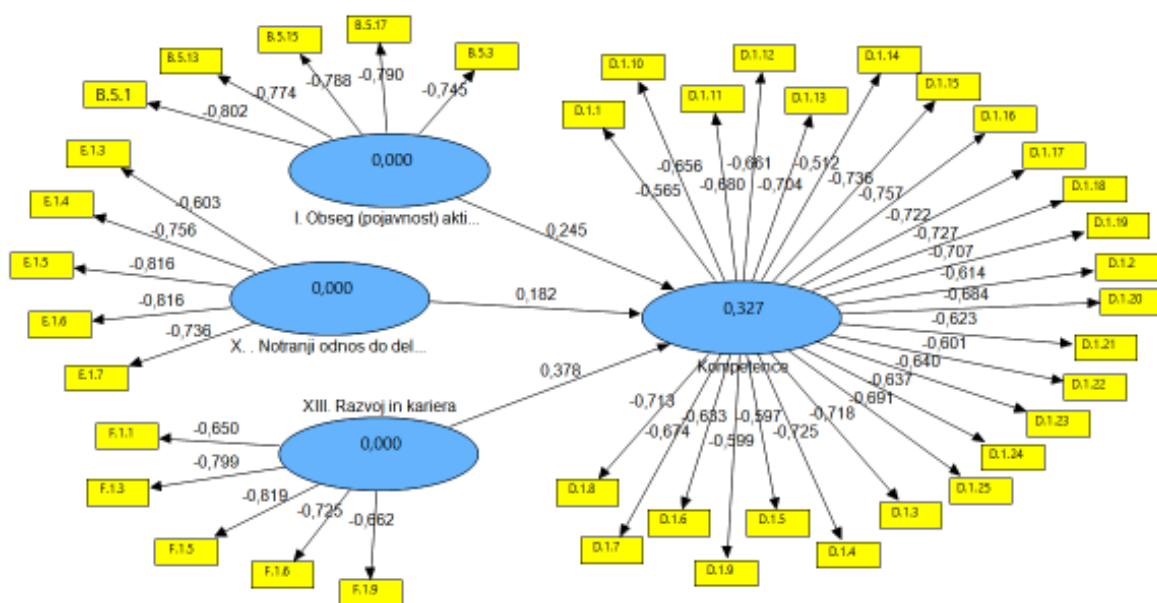 B.5.17
B.5.15
B.5.3
B.5.13
B.5.1
-0,802
-0,774
-0,788
-0,790
-0,745
0,000
I. Obseg (pojavnost) akti...
E.1.3
E.1.4
E.1.5
E.1.6
E.1.7
-0,603
-0,756
-0,816
-0,816
-0,736
0,000
X. . Notranji odnos do del...
XIII. Razvoj in kariera
0,000
F.1.1
F.1.3
F.1.5
F.1.6
F.1.9
-0,650
-0,799
-0,819
-0,725
-0,662
0,245
0,182
0,378
0,327
Kompetence
D.1.1
D.1.10
D.1.11
D.1.12
D.1.13
D.1.14
D.1.15
D.1.16
D.1.17
D.1.18
D.1.19
D.1.2
D.1.20
D.1.21
D.1.22
D.1.23
D.1.24
D.1.25
D.1.3
D.1.4
D.1.5
D.1.9
D.1.6
D.1.7
D.1.8
-0,565
-0,656
-0,680
-0,661
-0,704
-0,512
-0,736
-0,757
-0,722
-0,727
-0,707
-0,614
-0,684
-0,623
-0,601
-0,640
-0,637
-0,691
-0,718
-0,725
-0,597
-0,599
-0,633
-0,674
-0,713